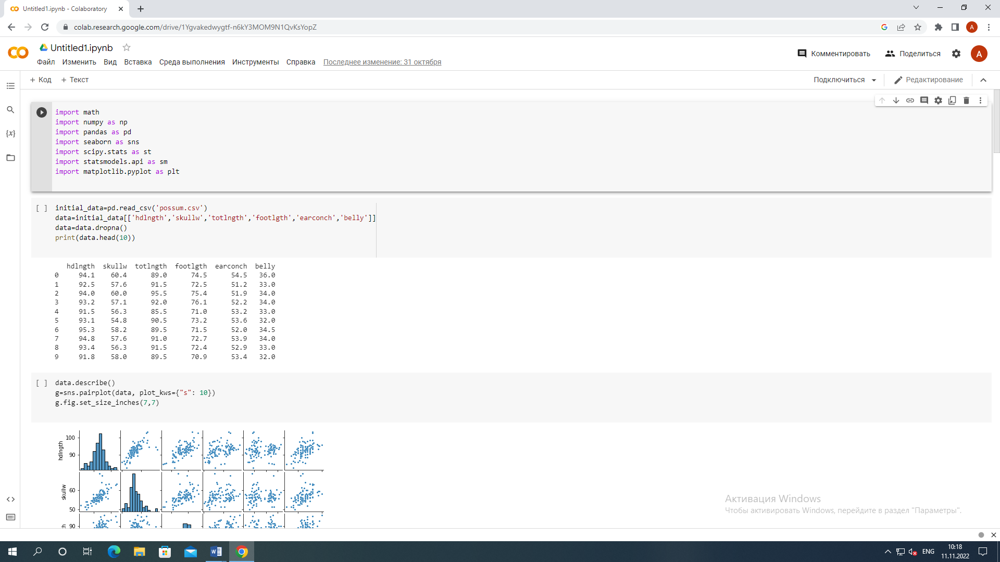 Untitled1.ipynb - Colaboratory
colab.research.google.com/drive/1Ygvakedwygtf-n6kY3MOM9N1QvKsYopZ
A
Untitled1.ipynb
Комментировать
Поделиться
A
Файл Изменить Вид Вставка Среда выполнения Инструменты Справка Последнее изменение: 31 октября
+ Код + Текст
Подключиться
Редактирование
import math
import numpy as np
import pandas as pd
import seaborn as sns
import scipy.stats as st
import statsmodels.api as sm
import matplotlib.pyplot as plt
[ ] initial_data=pd.read_csv('possum.csv')
data=initial_data[['hdlngth','skullw','totlngth','footlgth','earconch','belly']]
data=data.dropna()
print(data.head(10))
hdlngth skullw totlngth footlgth earconch belly
0 94.1 60.4 89.0 74.5 54.5 36.0
1 92.5 57.6 91.5 72.5 51.2 33.0
2 94.0 60.0 95.5 75.4 51.9 34.0
3 93.2 57.1 92.0 76.1 52.2 34.0
4 91.5 56.3 85.5 71.0 53.2 33.0
5 93.1 54.8 90.5 73.2 53.6 32.0
6 95.3 58.2 89.5 71.5 52.0 34.5
7 94.8 57.6 91.0 72.7 53.9 34.0
8 93.4 56.3 91.5 72.4 52.9 33.0
9 91.8 58.0 89.5 70.9 53.4 32.0
[ ] data.describe()
g=sns.pairplot(data, plot_kws={"s": 10})
g.fig.set_size_inches(7,7)
100
hdlngth
90
60
skullw
50
90
Активация Windows
Чтобы активировать Windows, перейдите в раздел "Параметры".
ENG
10:18
11.11.2022